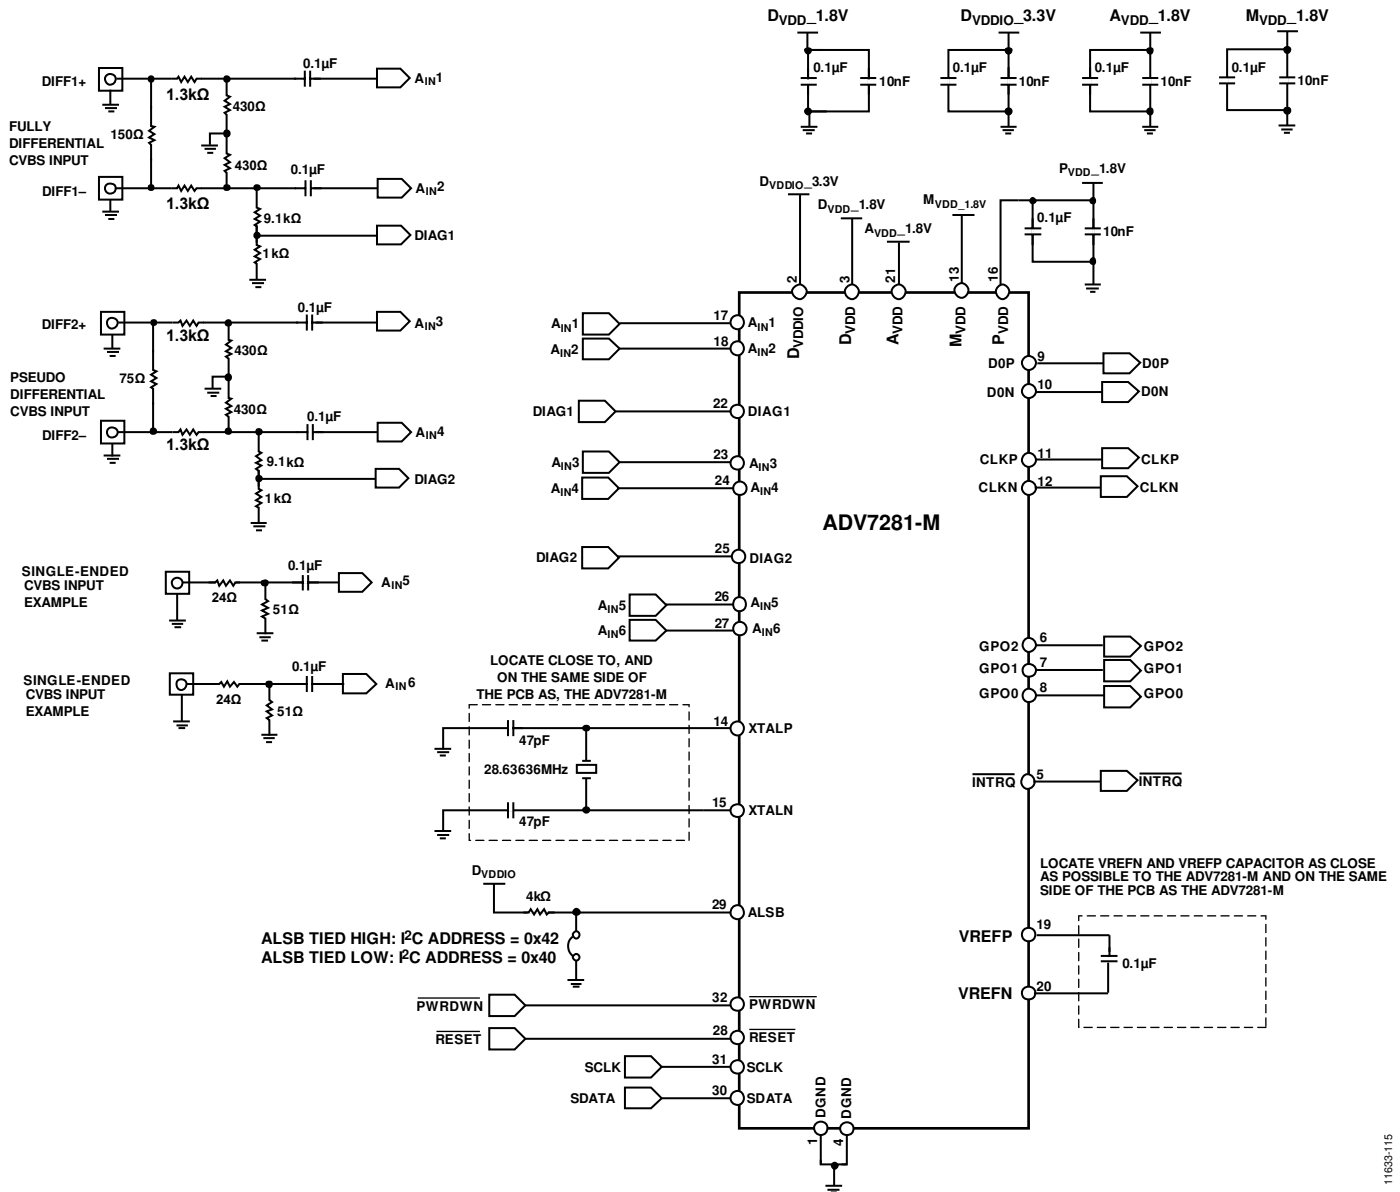 DVDD_1.8V
DVDDIO_3.3V
AVDD_1.8V
MVDD_1.8V
0.1µF
10nF
0.1µF
10nF
0.1µF
10nF
0.1µF
10nF
DIFF1+
1.3kΩ
0.1µF
AIN1
430Ω
FULLY
DIFFERENTIAL
CVBS INPUT
150Ω
430Ω
DIFF1–
1.3kΩ
0.1µF
AIN2
9.1kΩ
DIAG1
1kΩ
DIFF2+
1.3kΩ
0.1µF
AIN3
430Ω
PSEUDO
DIFFERENTIAL
CVBS INPUT
75Ω
430Ω
DIFF2–
1.3kΩ
0.1µF
AIN4
9.1kΩ
DIAG2
1kΩ
SINGLE-ENDED
CVBS INPUT
EXAMPLE
24Ω
0.1µF
51Ω
AIN5
SINGLE-ENDED
CVBS INPUT
EXAMPLE
24Ω
0.1µF
51Ω
AIN6
DVDDIO_3.3V
DVDD_1.8V
AVDD_1.8V
MVDD_1.8V
PVDD_1.8V
0.1µF
10nF
2
3
21
13
16
DVDDIO
DVDD
AVDD
MVDD
PVDD
AIN1 17 AIN1
AIN2 18 AIN2
DIAG1 22 DIAG1
AIN3 23 AIN3
AIN4 24 AIN4
DIAG2 25 DIAG2
AIN5 26 AIN5
AIN6 27 AIN6
ADV7281-M
D0P 9 D0P
D0N 10 D0N
CLKP 11 CLKP
CLKN 12 CLKN
GPO2 6 GPO2
GPO1 7 GPO1
GPO0 8 GPO0
INTRQ 5 INTRQ
LOCATE CLOSE TO, AND
ON THE SAME SIDE OF
THE PCB AS, THE ADV7281-M
47pF
14 XTALP
28.63636MHz
47pF
15 XTALN
DVDDIO
4kΩ
29 ALSB
ALSB TIED HIGH: I²C ADDRESS = 0x42
ALSB TIED LOW: I²C ADDRESS = 0x40
PWRDWN 32 PWRDWN
RESET 28 RESET
SCLK 31 SCLK
SDATA 30 SDATA
LOCATE VREFN AND VREFP CAPACITOR AS CLOSE
AS POSSIBLE TO THE ADV7281-M AND ON THE SAME
SIDE OF THE PCB AS THE ADV7281-M
VREFP 19
0.1µF
VREFN 20
DGND
DGND
1
4
11633-115